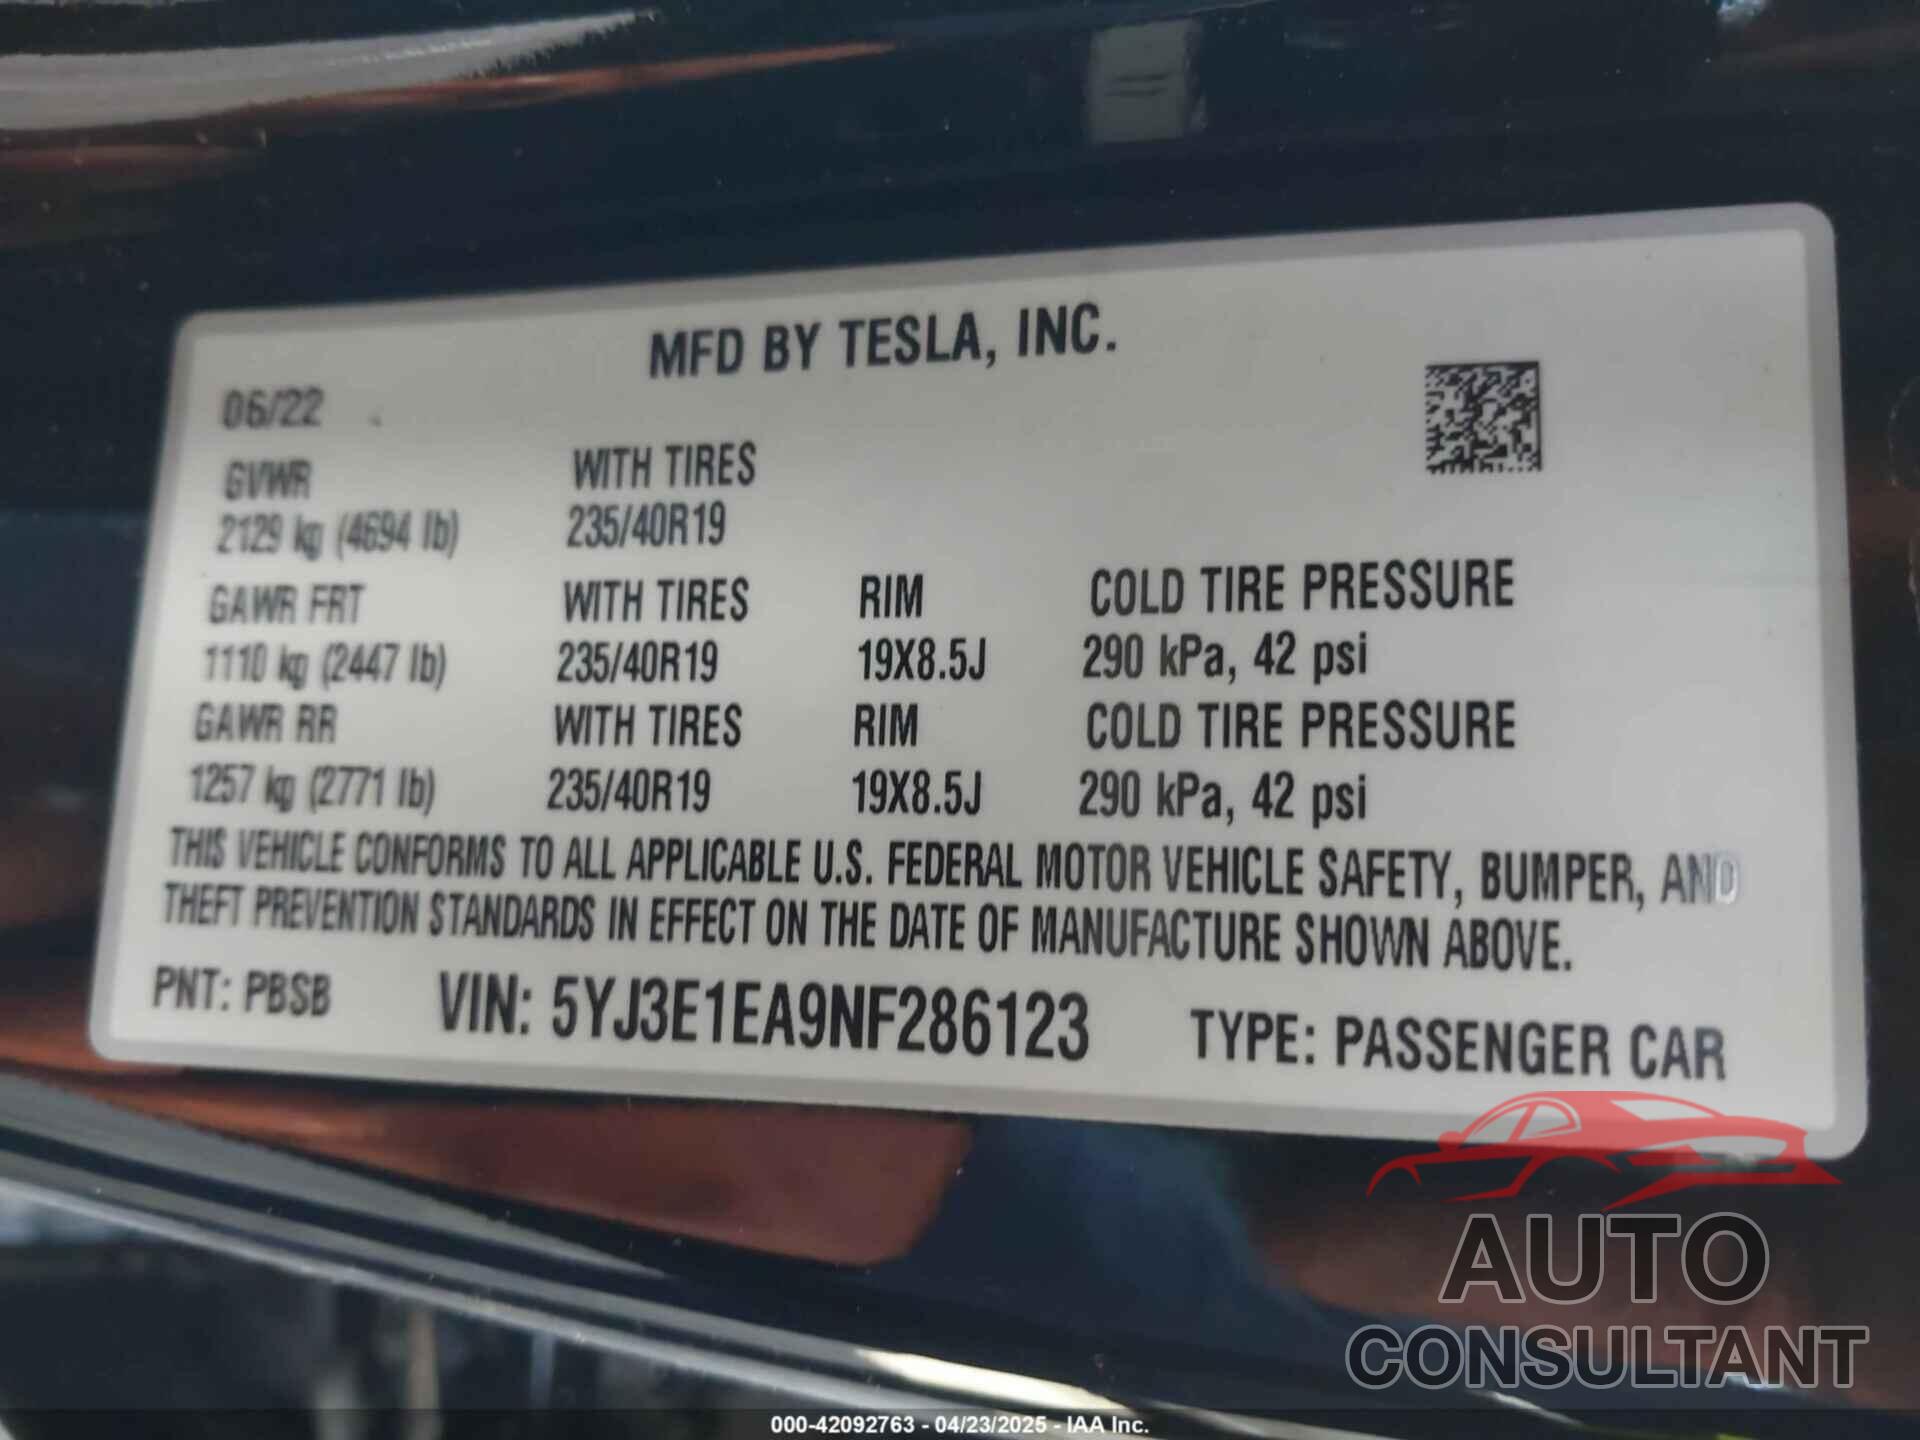 MFD BY TESLA, INC.
06/22
GVWR WITH TIRES
2129 kg (4694 lb) 235/40R19
GAWR FRT WITH TIRES RIM COLD TIRE PRESSURE
1110 kg (2447 lb) 235/40R19 19X8.5J 290 kPa, 42 psi
GAWR RR WITH TIRES RIM COLD TIRE PRESSURE
1257 kg (2771 lb) 235/40R19 19X8.5J 290 kPa, 42 psi
THIS VEHICLE CONFORMS TO ALL APPLICABLE U.S. FEDERAL MOTOR VEHICLE SAFETY, BUMPER, AND
THEFT PREVENTION STANDARDS IN EFFECT ON THE DATE OF MANUFACTURE SHOWN ABOVE.
PNT: PBSB VIN: 5YJ3E1EA9NF286123 TYPE: PASSENGER CAR
AUTO
CONSULTANT
000-42092763 - 04/23/2025 - IAA Inc.